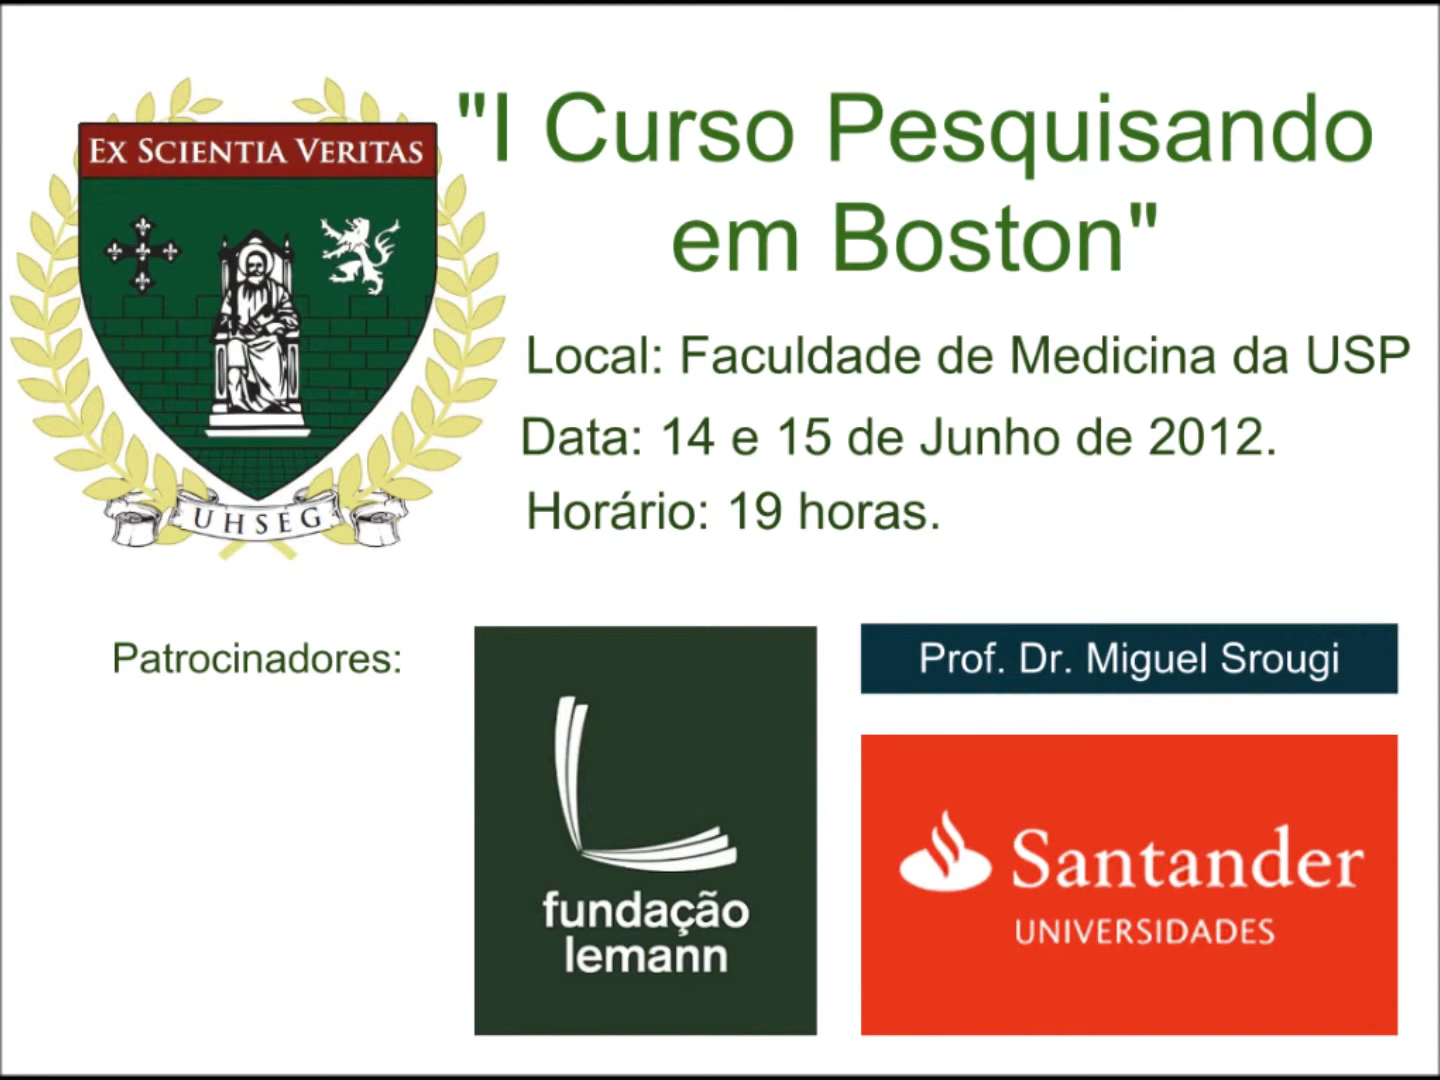 "I Curso Pesquisando
em Boston"
EX SCIENTIA VERITAS
UHSEG
Local: Faculdade de Medicina da USP
Data: 14 e 15 de Junho de 2012.
Horário: 19 horas.
Patrocinadores:
fundação
lemann
Prof. Dr. Miguel Srougi
Santander
UNIVERSIDADES